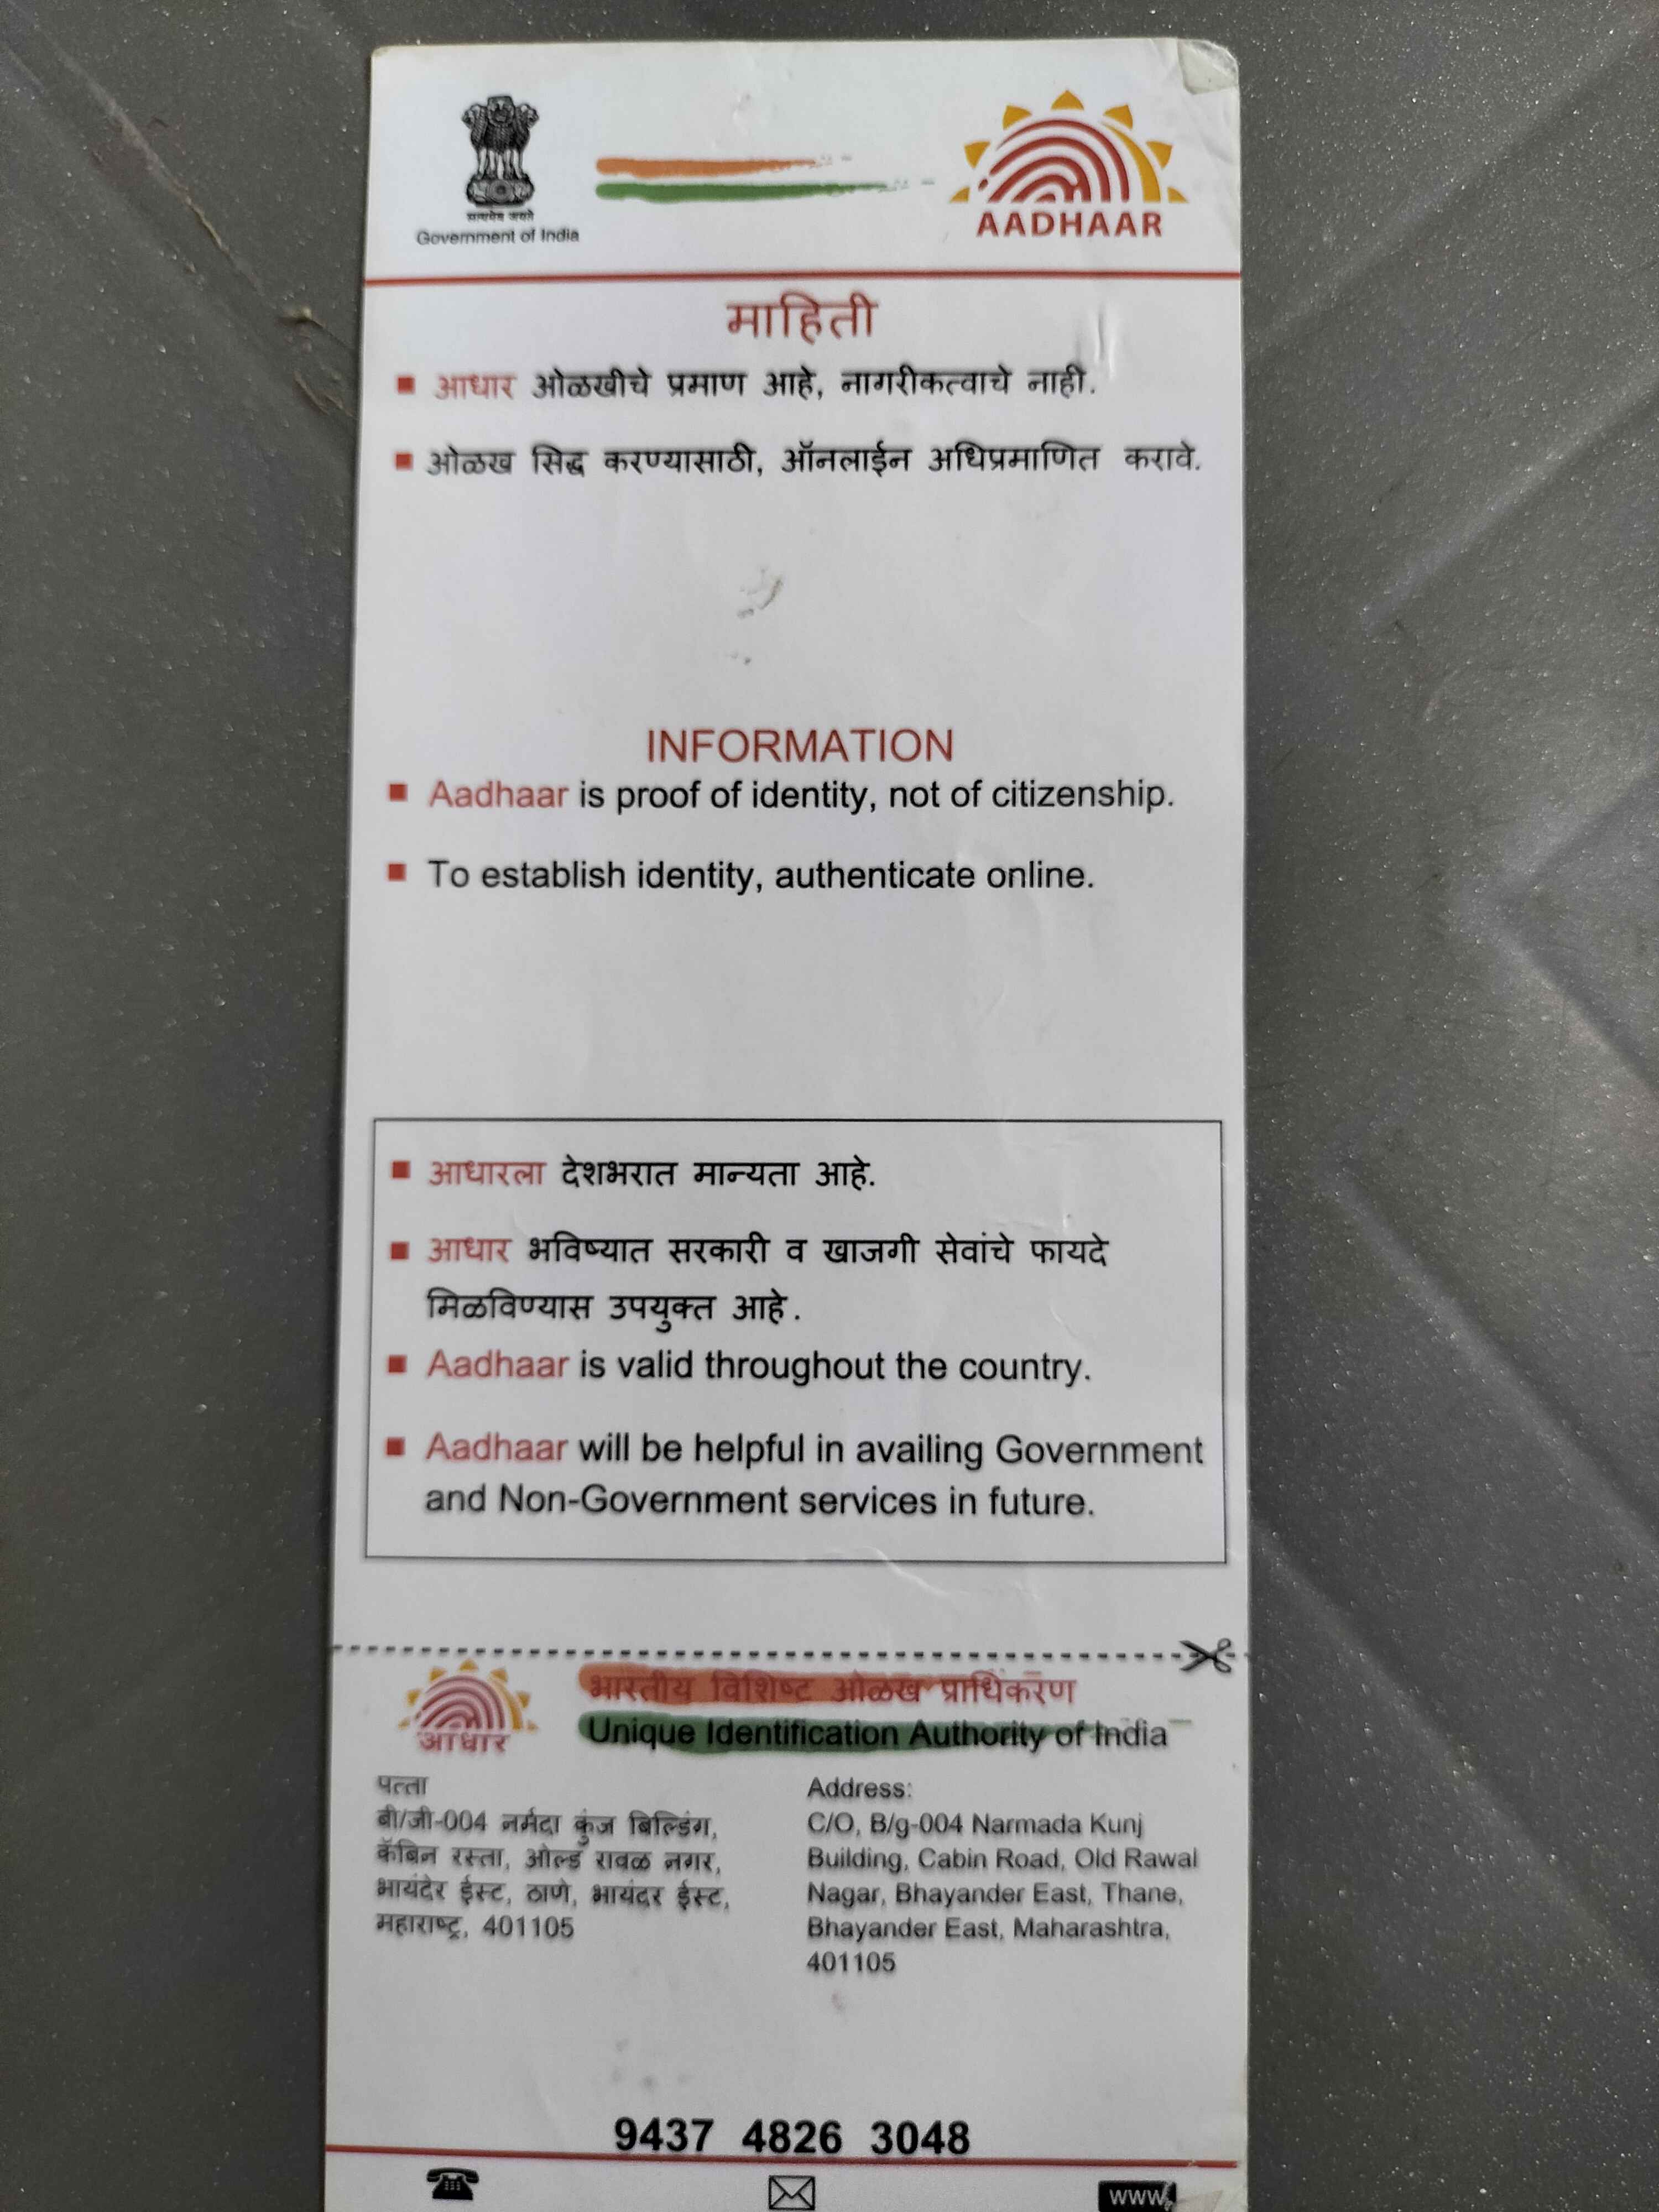 सत्यमेव जयते
Government of India
AADHAAR
माहिती
आधार ओळखीचे प्रमाण आहे, नागरीकत्वाचे नाही.
ओळख सिद्ध करण्यासाठी, ऑनलाईन अधिप्रमाणित करावे.
INFORMATION
Aadhaar is proof of identity, not of citizenship.
To establish identity, authenticate online.
आधारला देशभरात मान्यता आहे.
आधार भविष्यात सरकारी व खाजगी सेवांचे फायदे
मिळविण्यास उपयुक्त आहे.
Aadhaar is valid throughout the country.
Aadhaar will be helpful in availing Government
and Non-Government services in future.
भारतीय विशिष्ट ओळख प्राधिकरण
Unique Identification Authority of India
आधार
पत्ता
बी/जी-004 नर्मदा कुंज बिल्डिंग,
कॅबिन रस्ता, ओल्ड रावळ नगर,
भायंदेर ईस्ट, ठाणे, भायंदर ईस्ट,
महाराष्ट्र, 401105
Address:
C/O, B/g-004 Narmada Kunj
Building, Cabin Road, Old Rawal
Nagar, Bhayander East, Thane,
Bhayander East, Maharashtra,
401105
9437 4826 3048
www